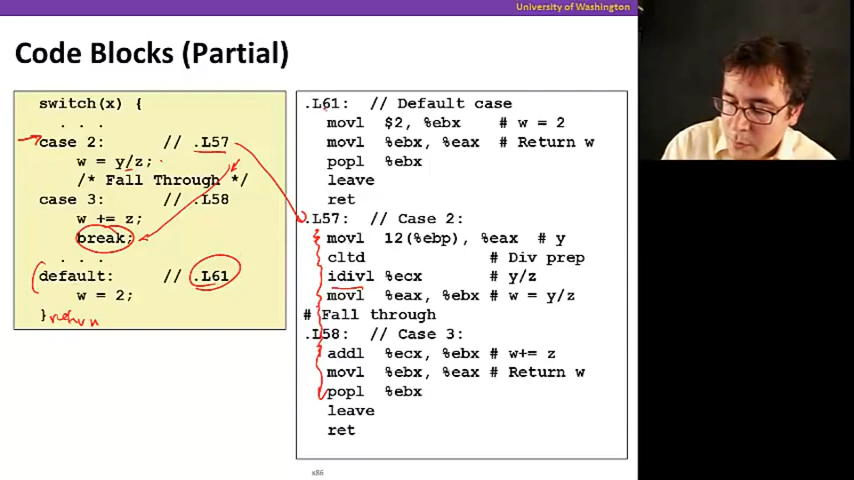 University of Washington
Code Blocks (Partial)
switch(x) {
. . .
case 2: // .L57
w = y/z;
/* Fall Through */
case 3: // .L58
w += z;
break;
. . .
default: // .L61
w = 2;
} return
.L61: // Default case
movl $2, %ebx # w = 2
movl %ebx, %eax # Return w
popl %ebx
leave
ret
.L57: // Case 2:
movl 12(%ebp), %eax # y
cltd # Div prep
idivl %ecx # y/z
movl %eax, %ebx # w = y/z
# Fall through
.L58: // Case 3:
addl %ecx, %ebx # w+= z
movl %ebx, %eax # Return w
popl %ebx
leave
ret
x86